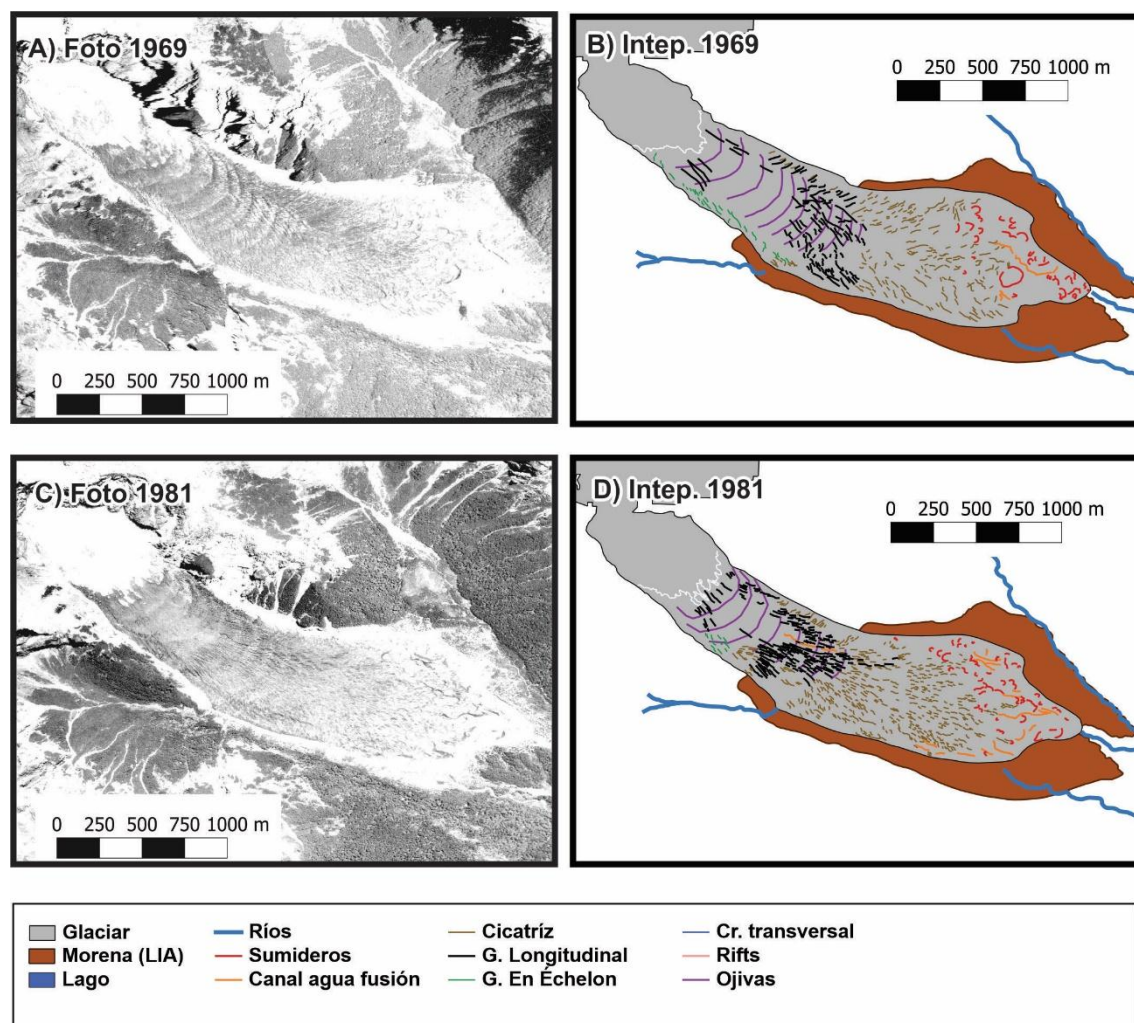 A) Foto 1969
0 250 500 750 1000 m
B) Intep. 1969
0 250 500 750 1000 m
C) Foto 1981
0 250 500 750 1000 m
D) Intep. 1981
0 250 500 750 1000 m
Glaciar Ríos Cicatríz Cr. transversal
Morena (LIA) Sumideros G. Longitudinal Rifts
Lago Canal agua fusión G. En Échelon Ojivas